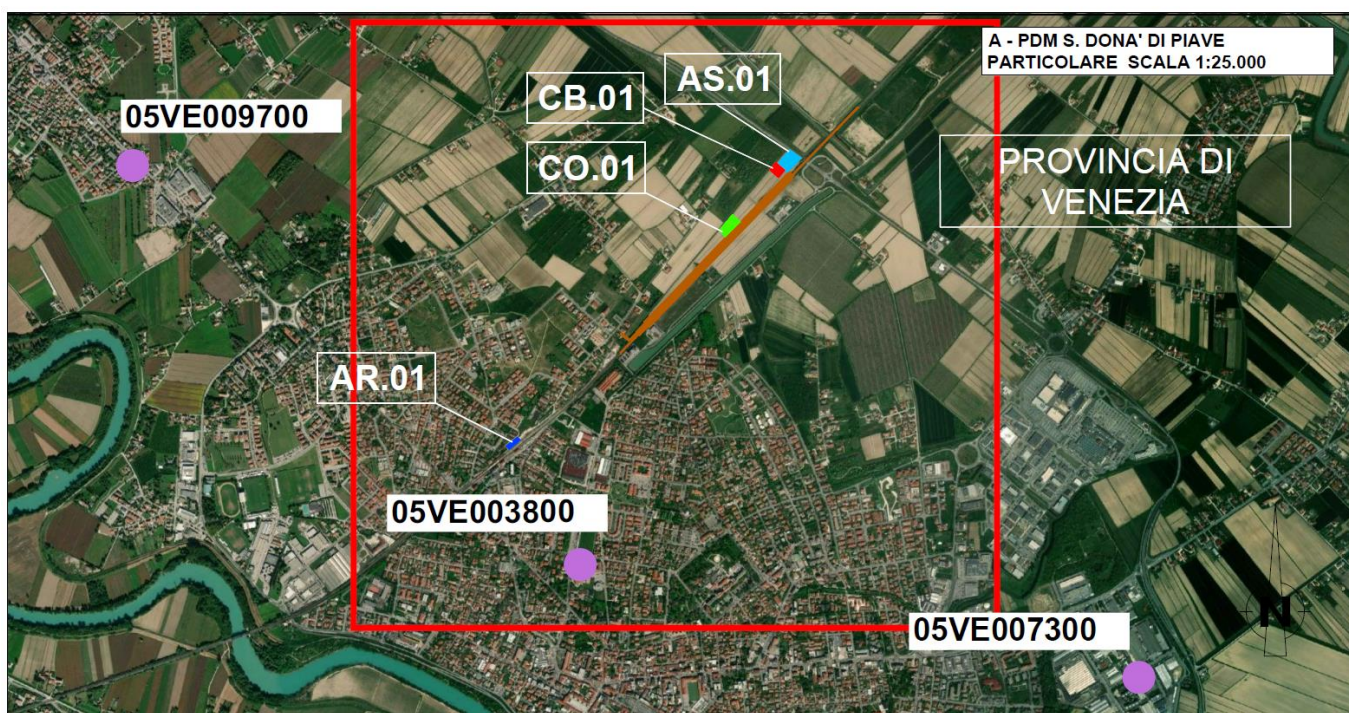 A - PDM S. DONA' DI PIAVE
PARTICOLARE SCALA 1:25.000
05VE009700
CB.01
AS.01
CO.01
PROVINCIA DI
VENEZIA
AR.01
05VE003800
05VE007300
N